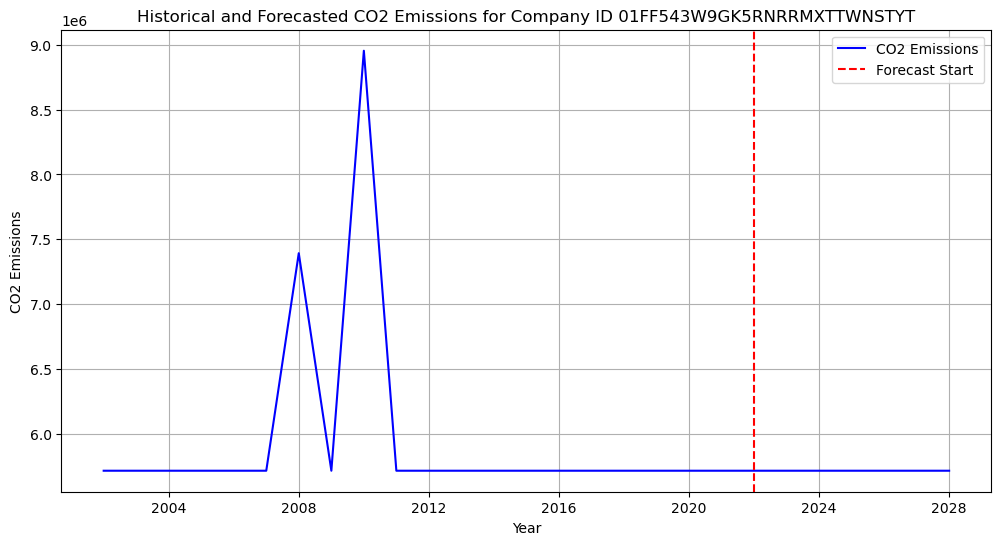 Historical and Forecasted CO2 Emissions for Company ID 01FF543W9GK5RNRRMXTTWNSTYT
1e6
9.0
8.5
8.0
7.5
7.0
6.5
6.0
CO2 Emissions
CO2 Emissions
Forecast Start
2004
2008
2012
2016
2020
2024
2028
Year